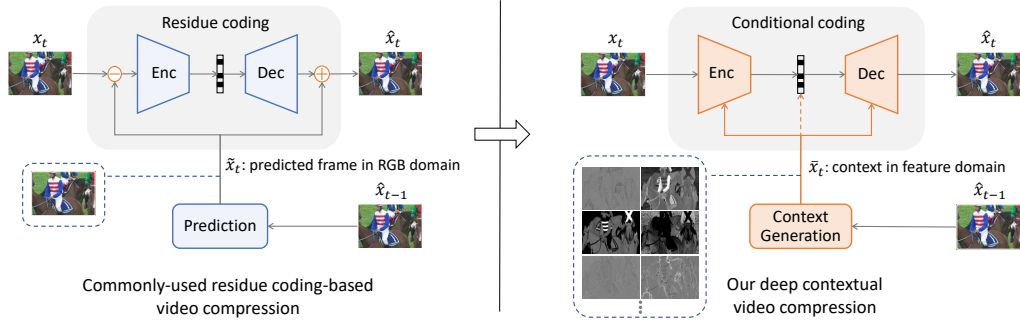 Residue coding
x_t
Enc
Dec
x̂_t
x̃_t: predicted frame in RGB domain
x̂_{t−1}
Prediction
Commonly-used residue coding-based
video compression
Conditional coding
x_t
Enc
Dec
x̂_t
x̄_t: context in feature domain
x̂_{t−1}
Context
Generation
Our deep contextual
video compression